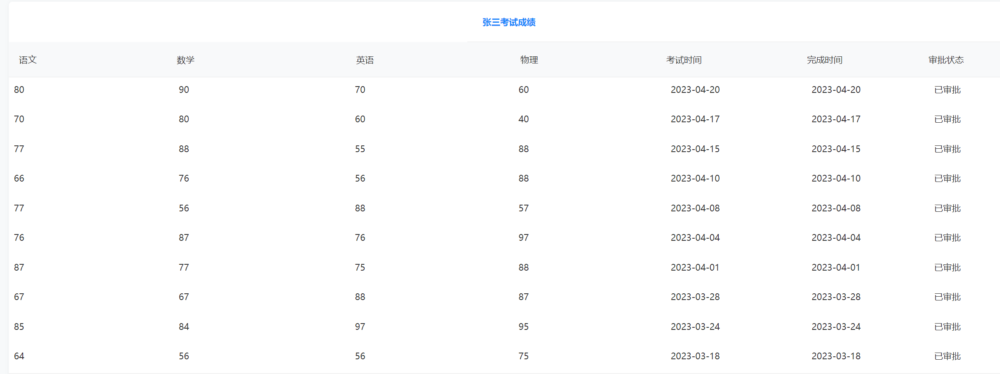 张三考试成绩
语文 数学 英语 物理 考试时间 完成时间 审批状态
80 90 70 60 2023-04-20 2023-04-20 已审批
70 80 60 40 2023-04-17 2023-04-17 已审批
77 88 55 88 2023-04-15 2023-04-15 已审批
66 76 56 88 2023-04-10 2023-04-10 已审批
77 56 88 57 2023-04-08 2023-04-08 已审批
76 87 76 97 2023-04-04 2023-04-04 已审批
87 77 75 88 2023-04-01 2023-04-01 已审批
67 67 88 87 2023-03-28 2023-03-28 已审批
85 84 97 95 2023-03-24 2023-03-24 已审批
64 56 56 75 2023-03-18 2023-03-18 已审批